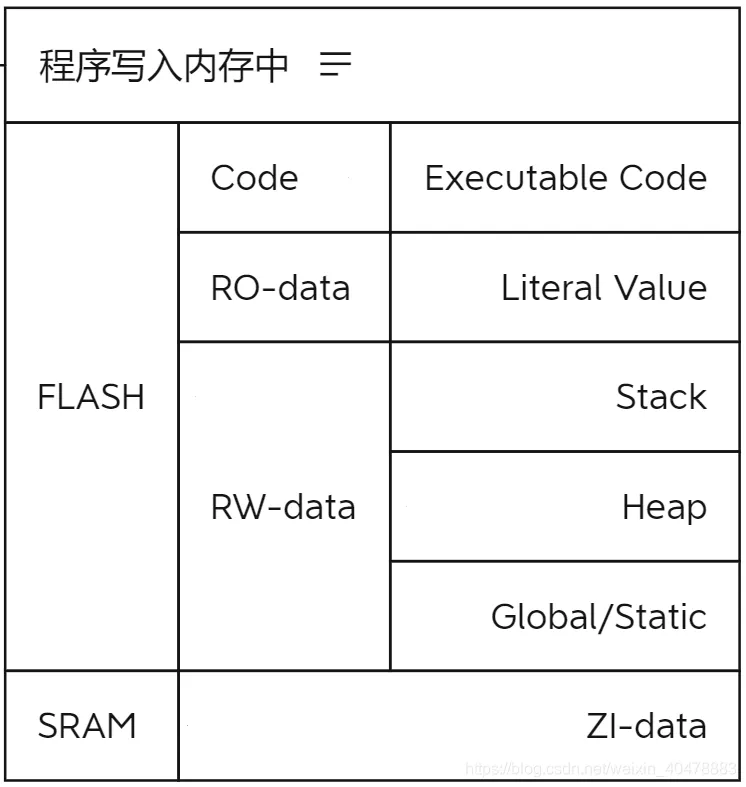 程序写入内存中
Code
Executable Code
RO-data
Literal Value
FLASH
RW-data
Stack
Heap
Global/Static
SRAM
ZI-data
https://blog.csdn.net/weixin_40478883